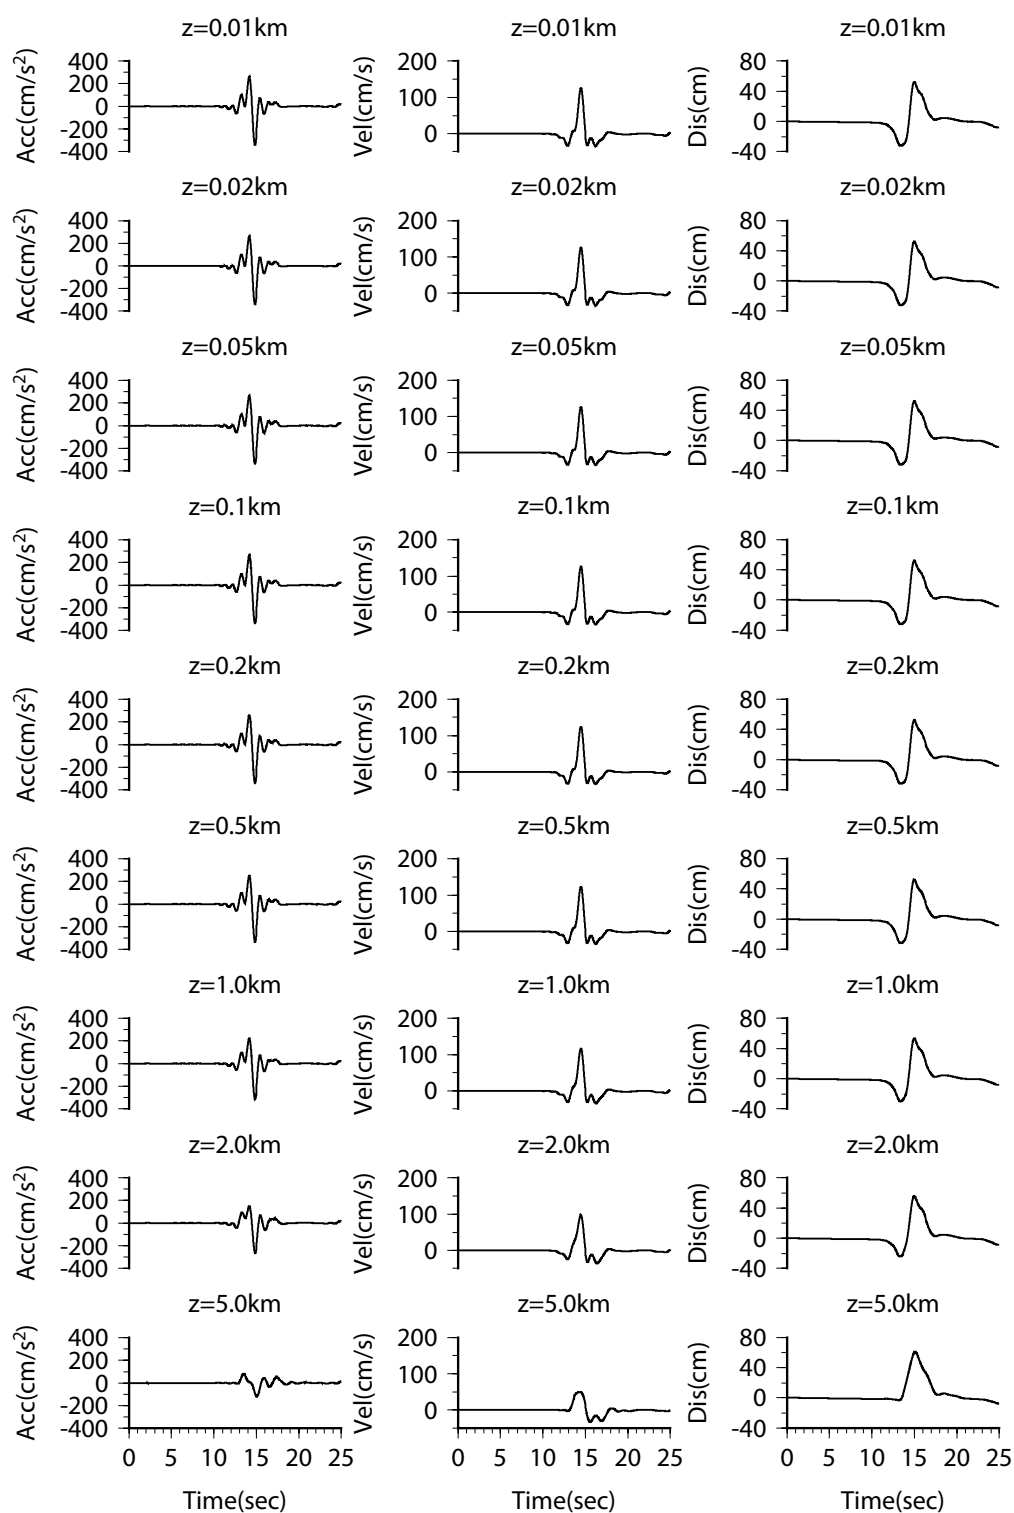 z=0.01km z=0.01km z=0.01km
Acc(cm/s²) 400 200 0 -200 -400 Vel(cm/s) 200 100 0 Dis(cm) 80 40 0 -40
z=0.02km z=0.02km z=0.02km
Acc(cm/s²) 400 200 0 -200 -400 Vel(cm/s) 200 100 0 Dis(cm) 80 40 0 -40
z=0.05km z=0.05km z=0.05km
Acc(cm/s²) 400 200 0 -200 -400 Vel(cm/s) 200 100 0 Dis(cm) 80 40 0 -40
z=0.1km z=0.1km z=0.1km
Acc(cm/s²) 400 200 0 -200 -400 Vel(cm/s) 200 100 0 Dis(cm) 80 40 0 -40
z=0.2km z=0.2km z=0.2km
Acc(cm/s²) 400 200 0 -200 -400 Vel(cm/s) 200 100 0 Dis(cm) 80 40 0 -40
z=0.5km z=0.5km z=0.5km
Acc(cm/s²) 400 200 0 -200 -400 Vel(cm/s) 200 100 0 Dis(cm) 80 40 0 -40
z=1.0km z=1.0km z=1.0km
Acc(cm/s²) 400 200 0 -200 -400 Vel(cm/s) 200 100 0 Dis(cm) 80 40 0 -40
z=2.0km z=2.0km z=2.0km
Acc(cm/s²) 400 200 0 -200 -400 Vel(cm/s) 200 100 0 Dis(cm) 80 40 0 -40
z=5.0km z=5.0km z=5.0km
Acc(cm/s²) 400 200 0 -200 -400 Vel(cm/s) 200 100 0 Dis(cm) 80 40 0 -40
0 5 10 15 20 25 0 5 10 15 20 25 0 5 10 15 20 25
Time(sec) Time(sec) Time(sec)